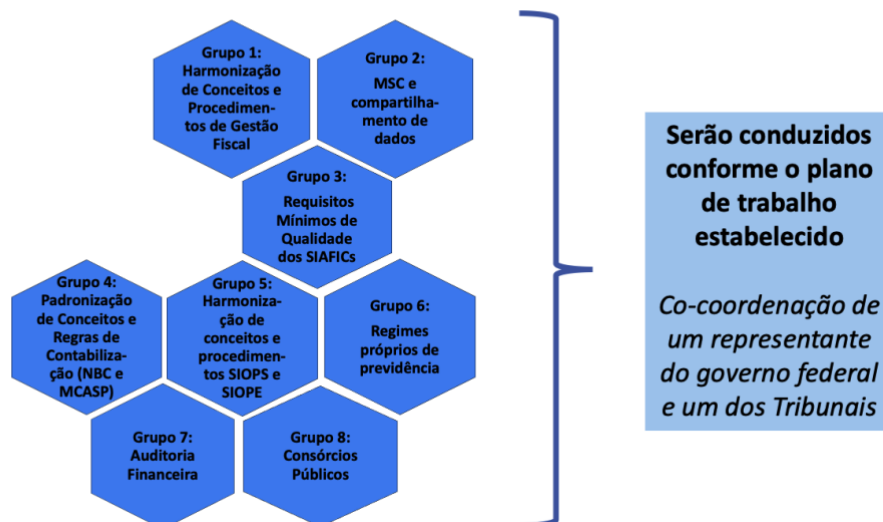 Grupo 1:
Harmonização
de Conceitos e
Procedimen-
tos de Gestão
Fiscal
Grupo 2:
MSC e
compartilha-
mento de
dados
Grupo 3:
Requisitos
Mínimos de
Qualidade
dos SIAFICs
Grupo 4:
Padronização
de Conceitos e
Regras de
Contabiliza-
ção (NBC e
MCASP)
Grupo 5:
Harmoniza-
ção de
conceitos e
procedimen-
tos SIOPS e
SIOPE
Grupo 6:
Regimes
próprios de
previdência
Grupo 7:
Auditoria
Financeira
Grupo 8:
Consórcios
Públicos
Serão conduzidos
conforme o plano
de trabalho
estabelecido
Co-coordenação de
um representante
do governo federal
e um dos Tribunais